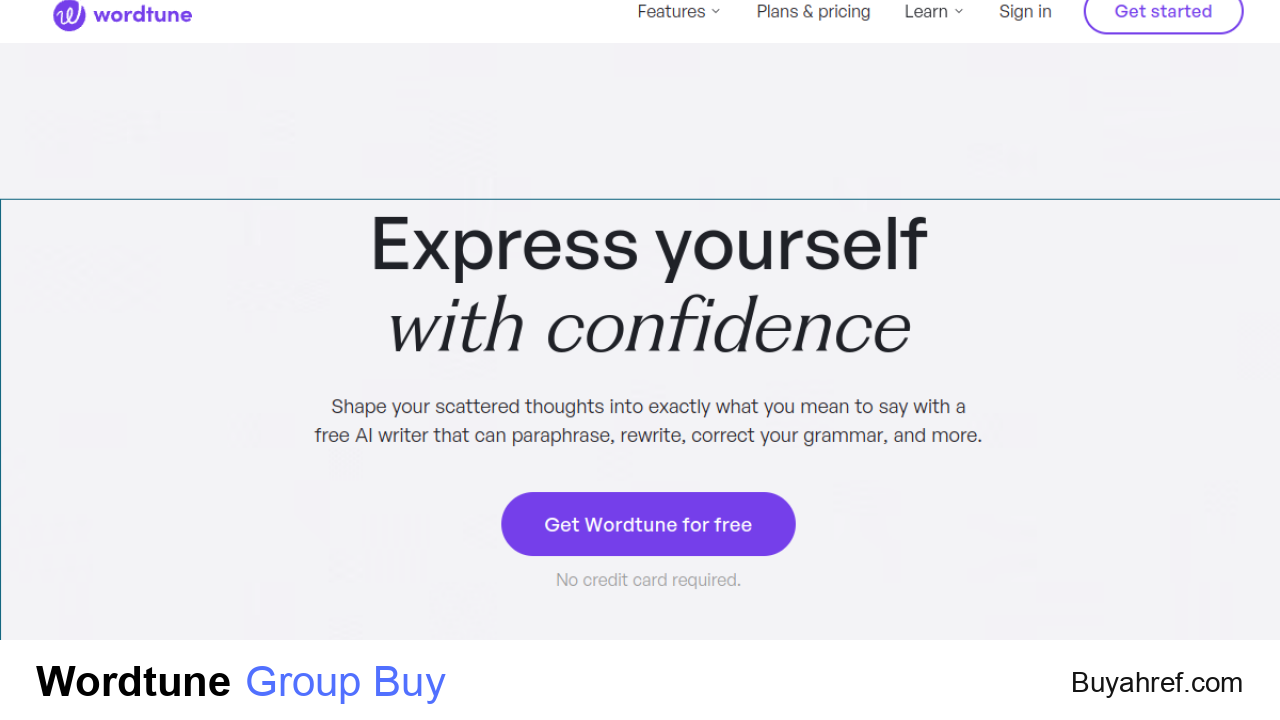 wordtune
Features Plans & pricing Learn Sign in Get started
Express yourself
with confidence
Shape your scattered thoughts into exactly what you mean to say with a
free AI writer that can paraphrase, rewrite, correct your grammar, and more.
Get Wordtune for free
No credit card required.
Wordtune Group Buy
Buyahref.com